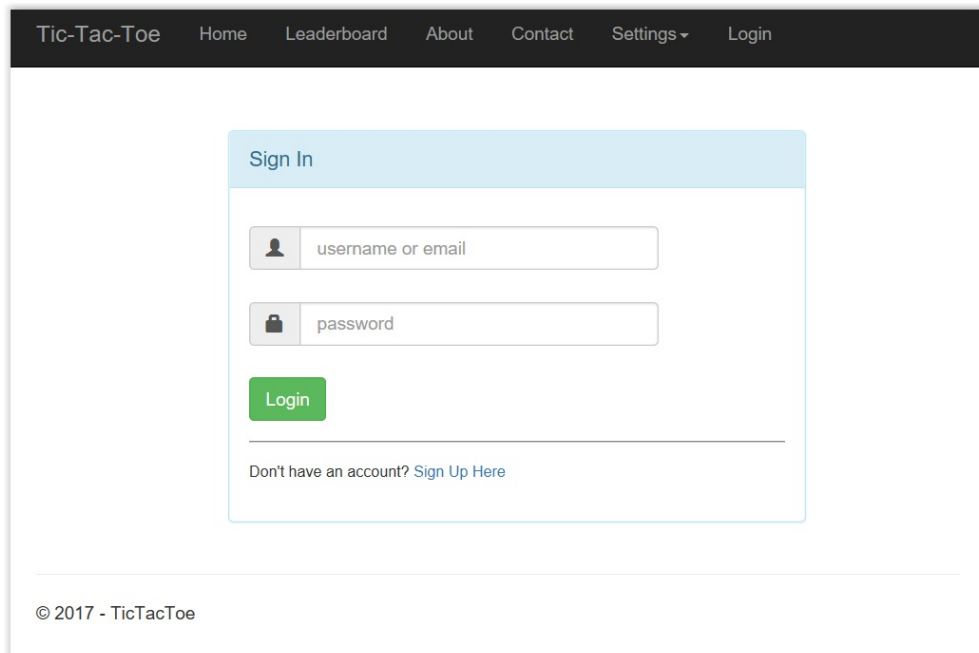 Tic-Tac-Toe Home Leaderboard About Contact Settings Login
Sign In
username or email
password
Login
Don't have an account? Sign Up Here
© 2017 - TicTacToe